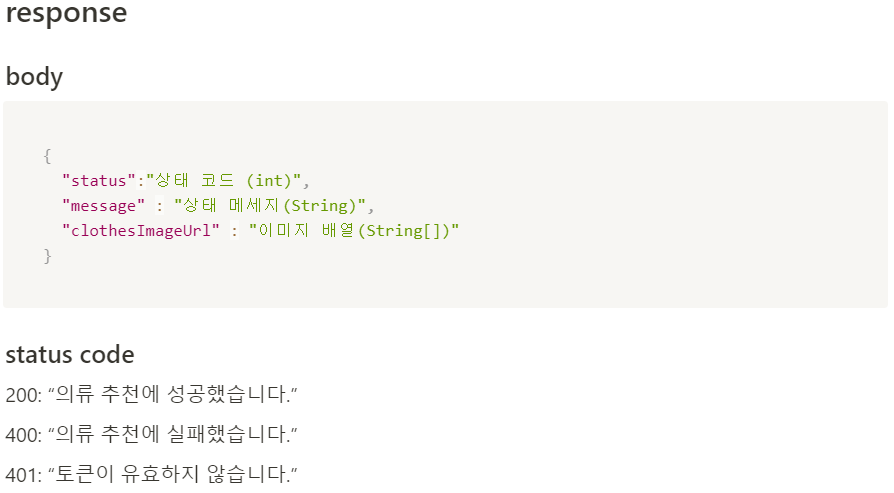 response
body
{
"status":"상태 코드 (int)",
"message" : "상태 메세지(String)",
"clothesImageUrl" : "이미지 배열(String[])"
}
status code
200: “의류 추천에 성공했습니다.”
400: “의류 추천에 실패했습니다.”
401: “토큰이 유효하지 않습니다.”